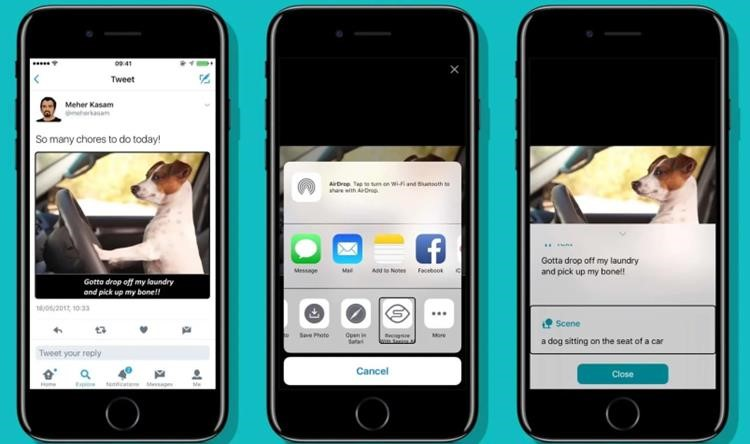 09:41
Tweet
Meher Kasam
@meherkasam
So many chores to do today!
Gotta drop off my laundry
and pick up my bone!!
18/05/2017, 10:33
Tweet your reply
Home
Explore
Notifications
2
Messages
Me
AirDrop. Tap to turn on Wi-Fi and Bluetooth to
share with AirDrop.
Message
Mail
Add to Notes
Facebook
Save Photo
Open in
Safari
Recognize
With Seeing AI
More
Cancel
Text
Gotta drop off my laundry
and pick up my bone!!
Scene
a dog sitting on the seat of a car
Close